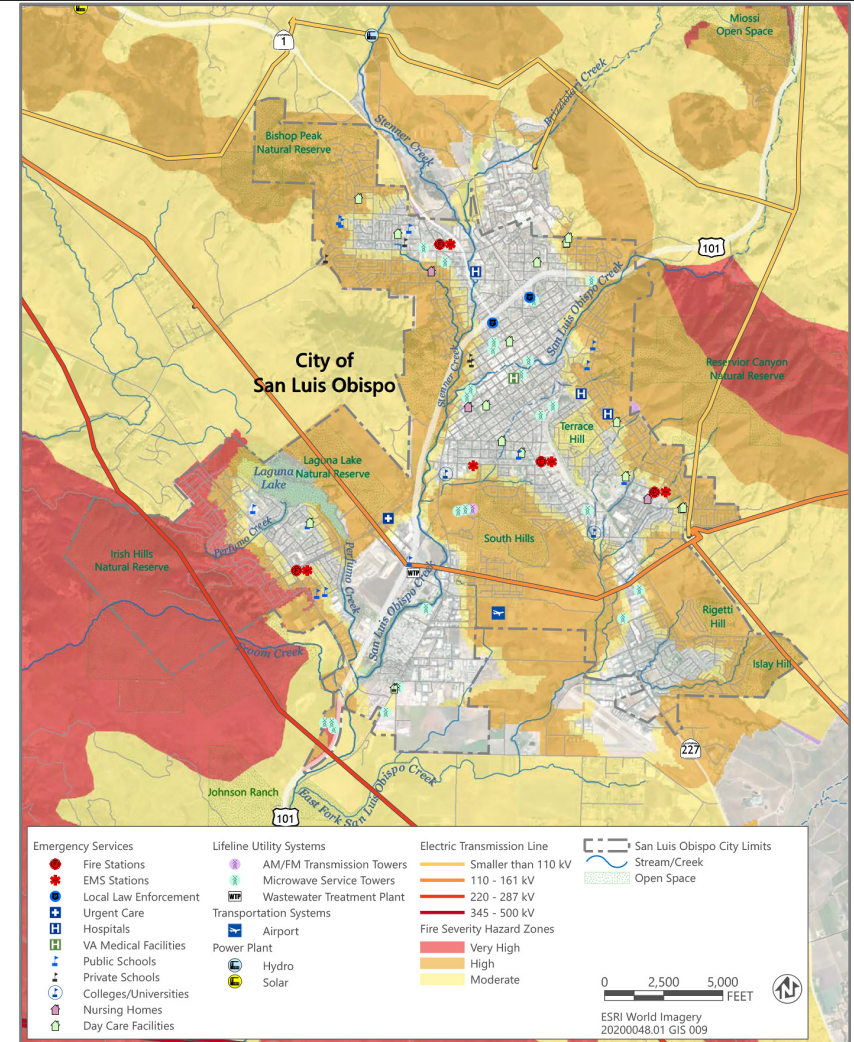 Miossi
Open Space
1
Brizzlolari Creek
Stenner Creek
Bishop Peak
Natural Reserve
101
San Luis Obispo Creek
City of
San Luis Obispo
Stenner Creek
Reservior Canyon
Natural Reserve
Terrace
Hill
Laguna Lake
Natural Reserve
Laguna
Lake
Perfumo Creek
South Hills
Irish Hills
Natural Reserve
Perfumo Creek
WTP
San Luis Obispo Creek
Rigetti
Hill
Froom Creek
Islay Hill
227
Johnson Ranch
East Fork San Luis Obispo Creek
101
Emergency Services
Fire Stations
EMS Stations
Local Law Enforcement
Urgent Care
H Hospitals
H VA Medical Facilities
Public Schools
Private Schools
Colleges/Universities
Nursing Homes
Day Care Facilities
Lifeline Utility Systems
AM/FM Transmission Towers
Microwave Service Towers
WTP Wastewater Treatment Plant
Transportation Systems
Airport
Power Plant
Hydro
Solar
Electric Transmission Line
Smaller than 110 kV
110 - 161 kV
220 - 287 kV
345 - 500 kV
Fire Severity Hazard Zones
Very High
High
Moderate
San Luis Obispo City Limits
Stream/Creek
Open Space
0 2,500 5,000
FEET
N
ESRI World Imagery
20200048.01 GIS 009